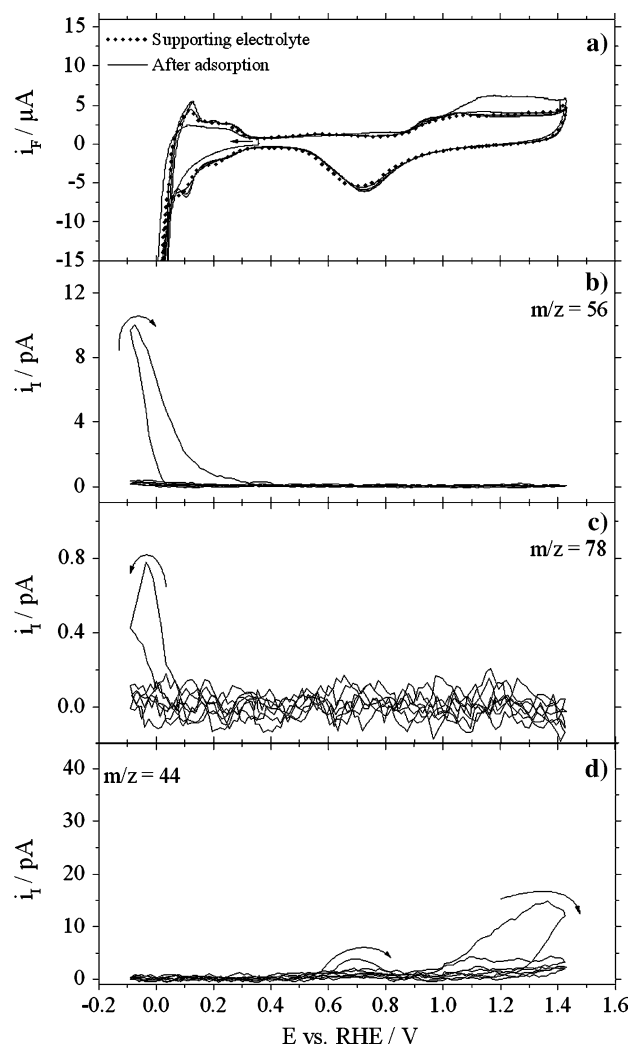 Supporting electrolyte
After adsorption
a)
15
10
5
0
-5
-10
-15
i_F / µA
b)
m/z = 56
12
8
4
0
i_I / pA
c)
m/z = 78
0.8
0.4
0.0
i_I / pA
m/z = 44
d)
40
30
20
10
0
i_I / pA
-0.2 0.0 0.2 0.4 0.6 0.8 1.0 1.2 1.4 1.6
E vs. RHE / V